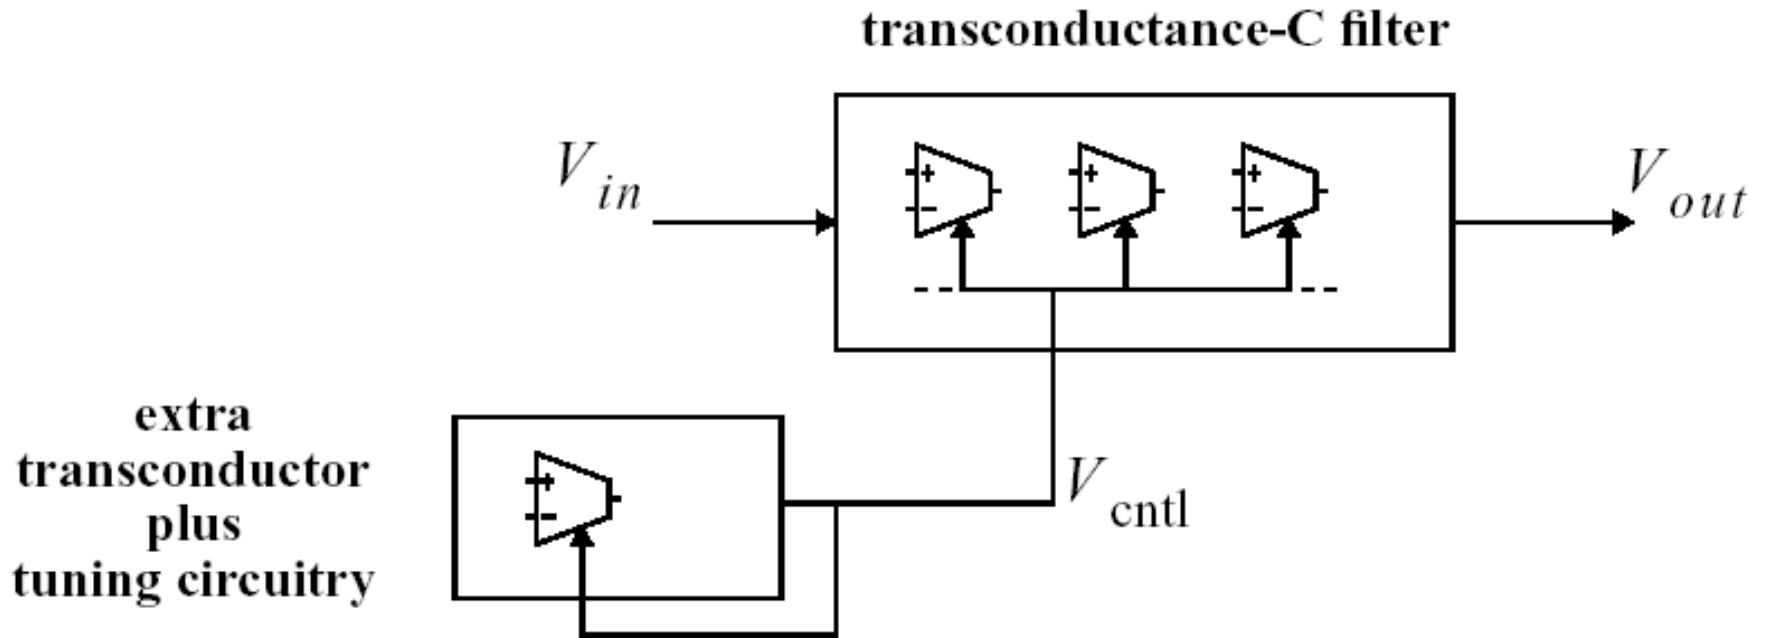 transconductance-C filter
V in
V out
+
−
+
−
+
−
extra
transconductor
plus
tuning circuitry
+
−
V cntl